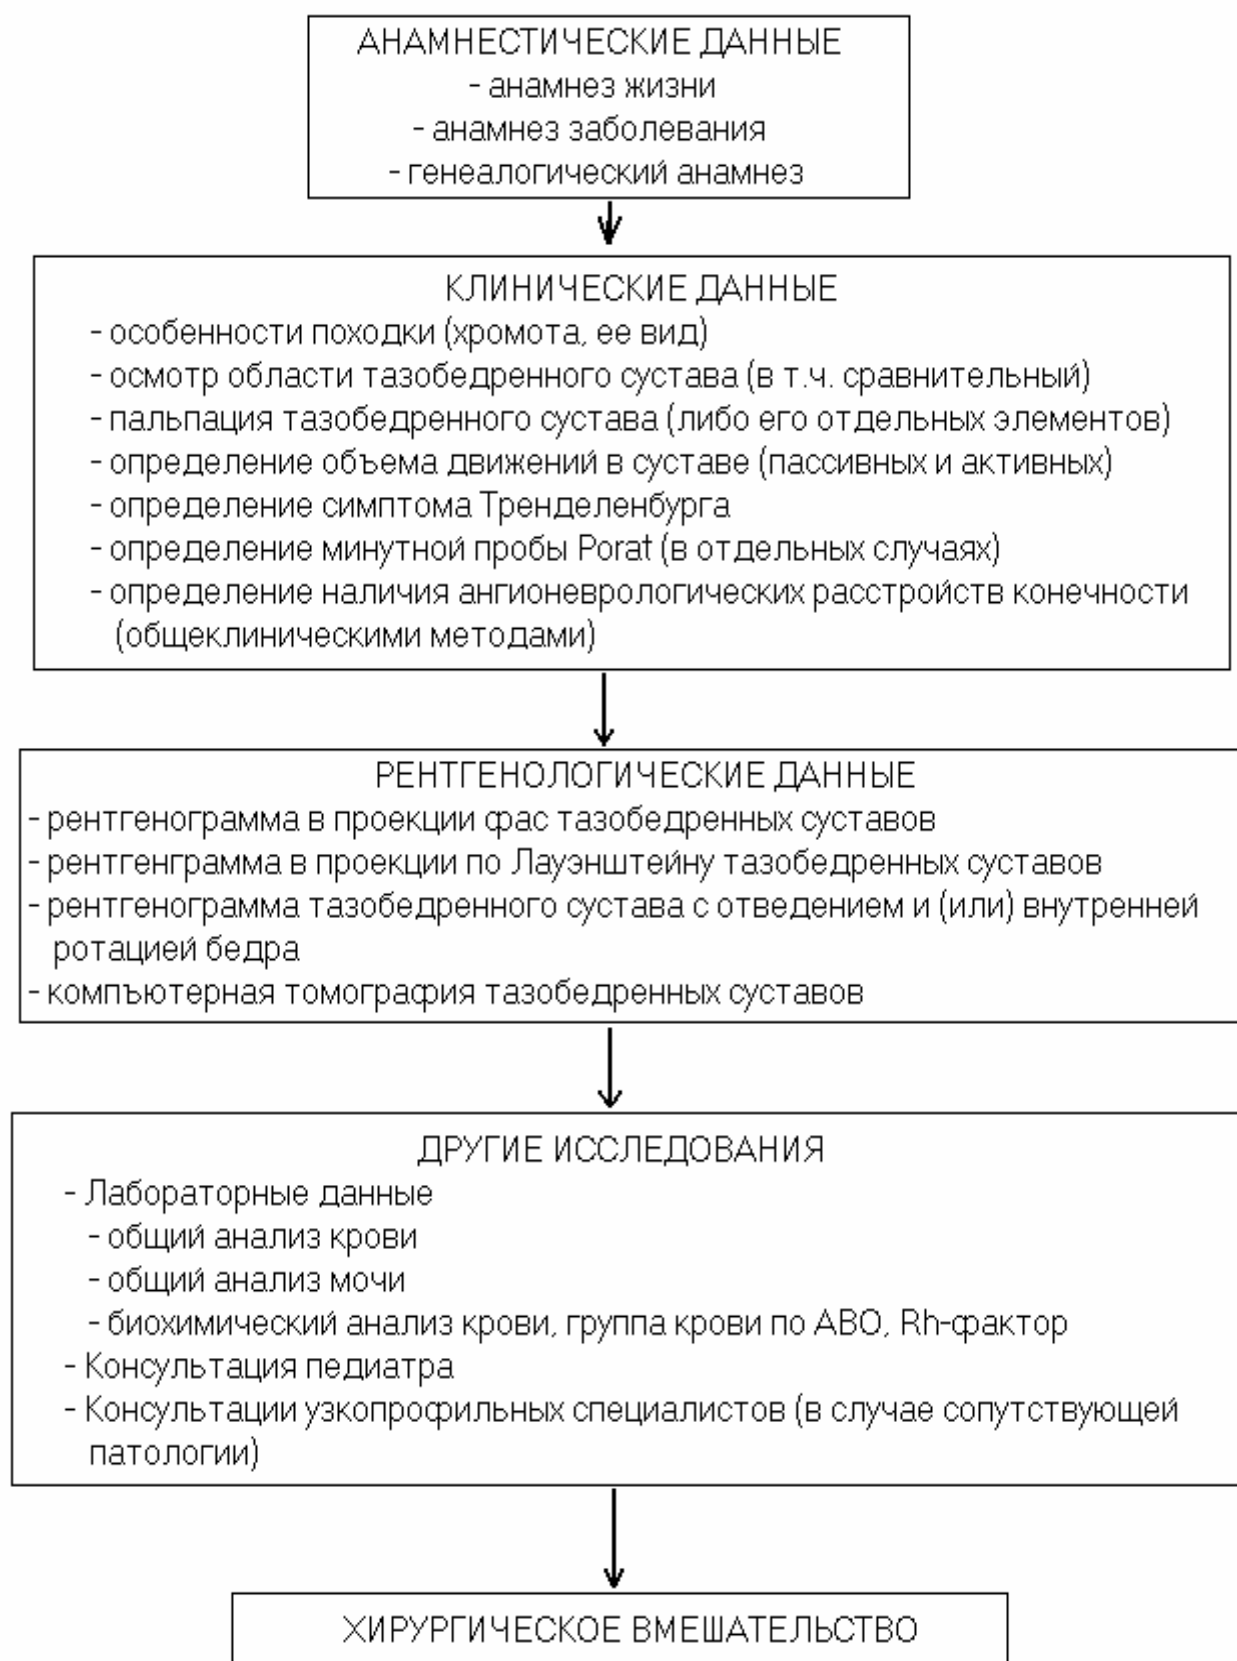 АНАМНЕСТИЧЕСКИЕ ДАННЫЕ
- анамнез жизни
- анамнез заболевания
- генеалогический анамнез
КЛИНИЧЕСКИЕ ДАННЫЕ
- особенности походки (хромота, ее вид)
- осмотр области тазобедренного сустава (в т.ч. сравнительный)
- пальпация тазобедренного сустава (либо его отдельных элементов)
- определение объема движений в суставе (пассивных и активных)
- определение симптома Тренделенбурга
- определение минутной пробы Porat (в отдельных случаях)
- определение наличия ангионеврологических расстройств конечности
(общеклиническими методами)
РЕНТГЕНОЛОГИЧЕСКИЕ ДАННЫЕ
- рентгенограмма в проекции фас тазобедренных суставов
- рентгенграмма в проекции по Лауэнштейну тазобедренных суставов
- рентгенограмма тазобедренного сустава с отведением и (или) внутренней
ротацией бедра
- компъютерная томография тазобедренных суставов
ДРУГИЕ ИССЛЕДОВАНИЯ
- Лабораторные данные
- общий анализ крови
- общий анализ мочи
- биохимический анализ крови, группа крови по АВО, Rh-фактор
- Консультация педиатра
- Консультации узкопрофильных специалистов (в случае сопутствующей
патологии)
ХИРУРГИЧЕСКОЕ ВМЕШАТЕЛЬСТВО